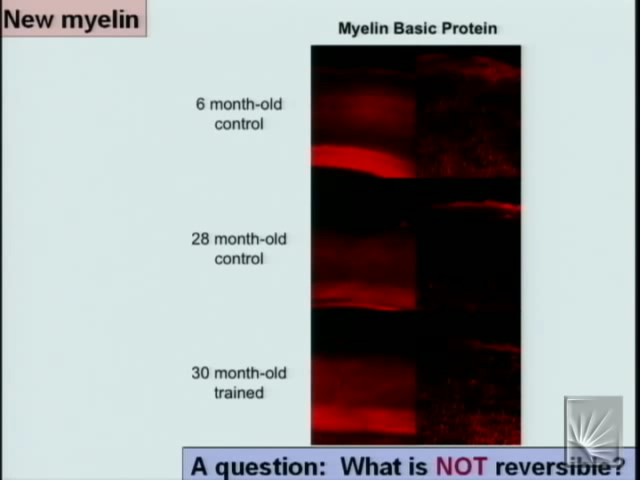 New myelin
Myelin Basic Protein
6 month-old
control
28 month-old
control
30 month-old
trained
A question: What is NOT reversible?